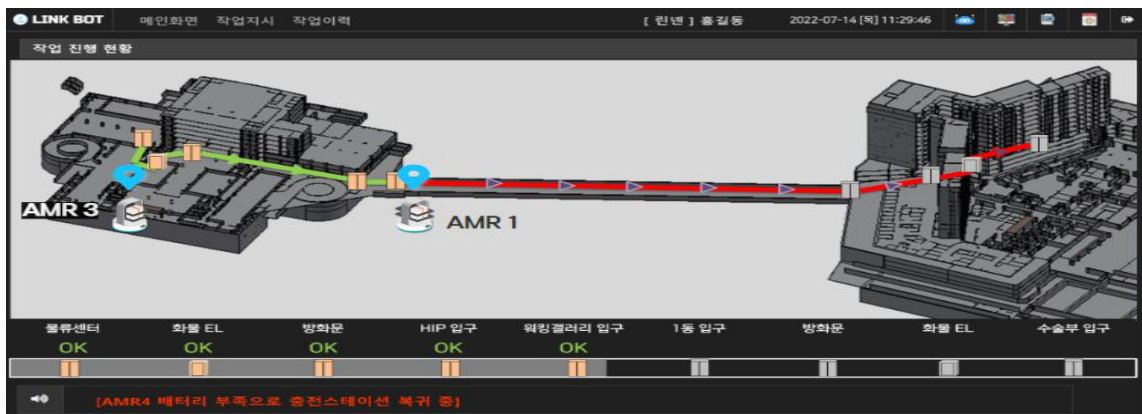 LINK BOT 메인화면 작업지시 작업이력 [ 린넨 ] 홍길동 2022-07-14 [목] 11:29:46
작업 진행 현황
AMR 3
AMR 1
물류센터 화물 EL 방화문 HIP 입구 워킹갤러리 입구 1동 입구 방화문 화물 EL 수술부 입구
OK OK OK OK OK
[AMR4 배터리 부족으로 충전스테이션 복귀 중]